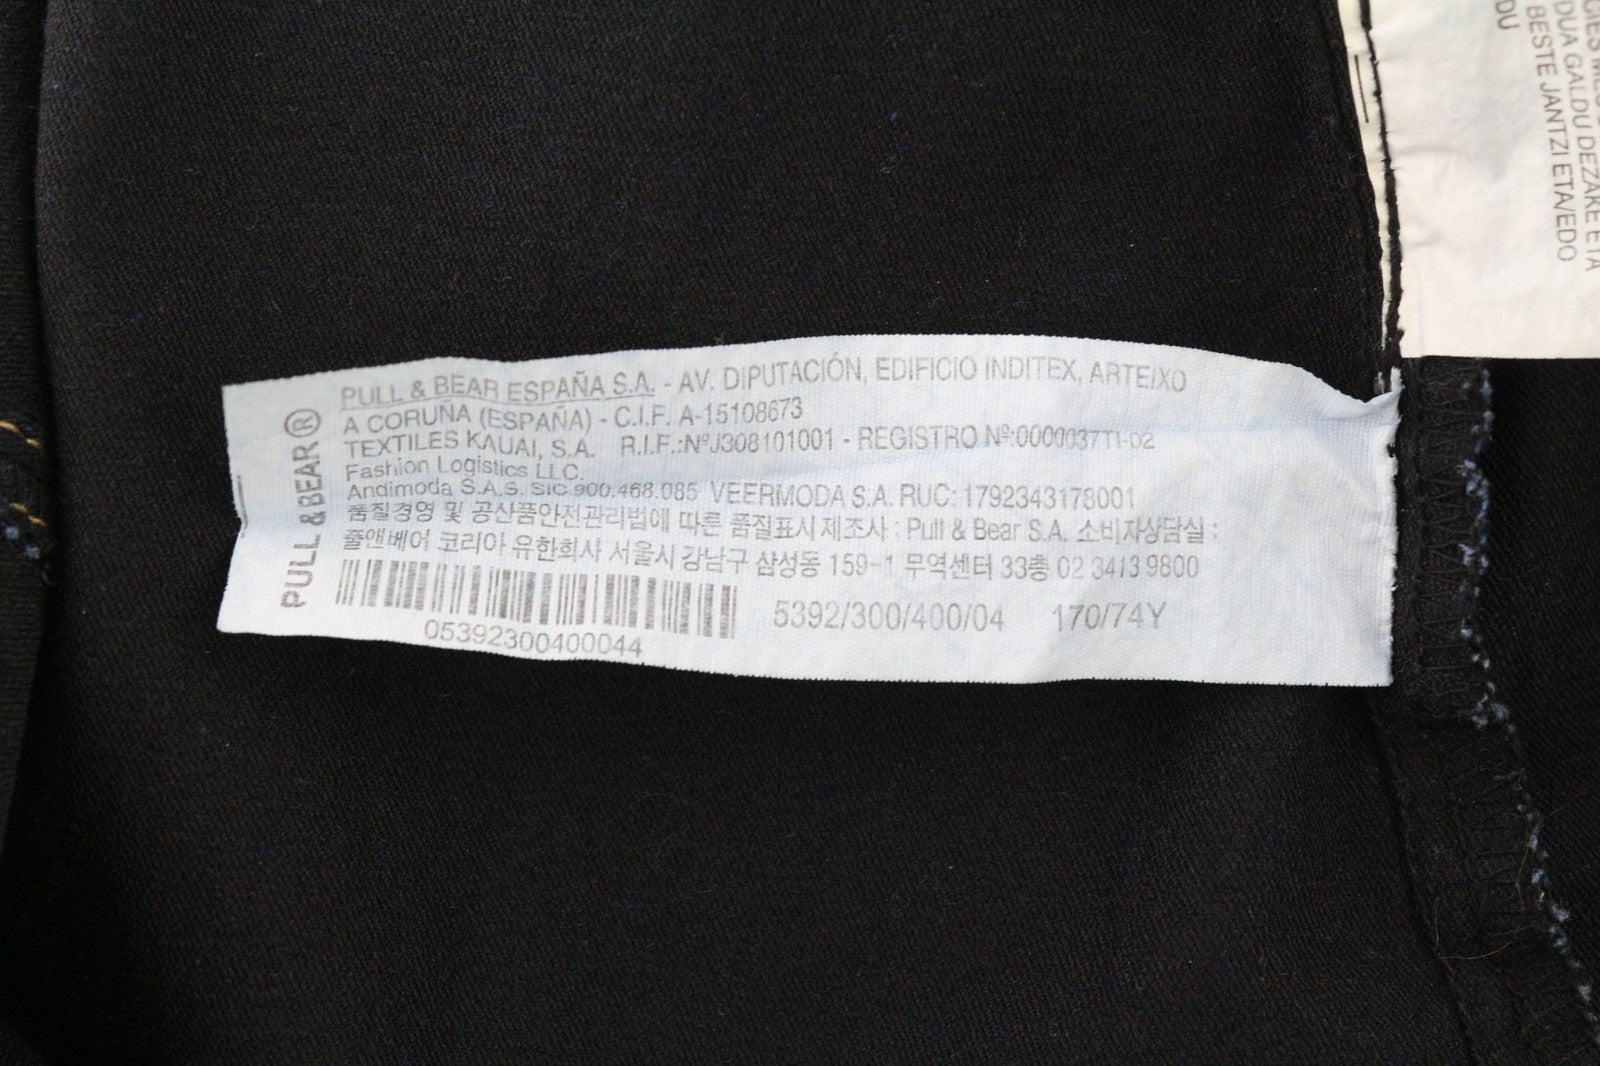 PULL & BEAR®
PULL & BEAR ESPAÑA S.A. - AV. DIPUTACIÓN, EDIFICIO INDITEX, ARTEIXO
A CORUÑA (ESPAÑA) - C.I.F. A-15108673
TEXTILES KAUAI, S.A. R.I.F.:NºJ308101001 - REGISTRO Nº:0000037TI-02
Fashion Logistics LLC.
Andimoda S.A.S. SIC 900.468.085 VEERMODA S.A. RUC: 1792343178001
품질경영 및 공산품안전관리법에 따른 품질표시 제조사 : Pull & Bear S.A. 소비자상담실 :
풀앤베어 코리아 유한회사 서울시 강남구 삼성동 159-1 무역센터 33층 02 3413 9800
05392300400044
5392/300/400/04 170/74Y
DUA GALDU DEZAKE ETA
BESTE JANTZI ETA/EDO
DU